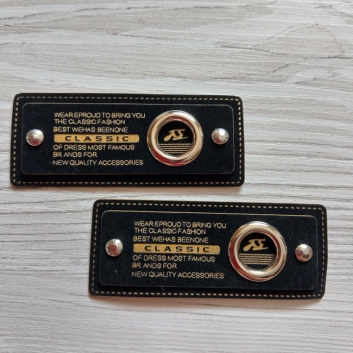 WEAR EPROUD TO BRING YOU
THE CLASSIC FASHION
BEST WEHAS BEENONE
CLASSIC
OF DRESS MOST FAMOUS
BR ANDS FOR
NEW QUALITY ACCESSORIES
WEAR EPROUD TO BRING YOU
THE CLASSIC FASHION
BEST WEHAS BEENONE
CLASSIC
OF DRESS MOST FAMOUS
BR ANDS FOR
NEW QUALITY ACCESSORIES